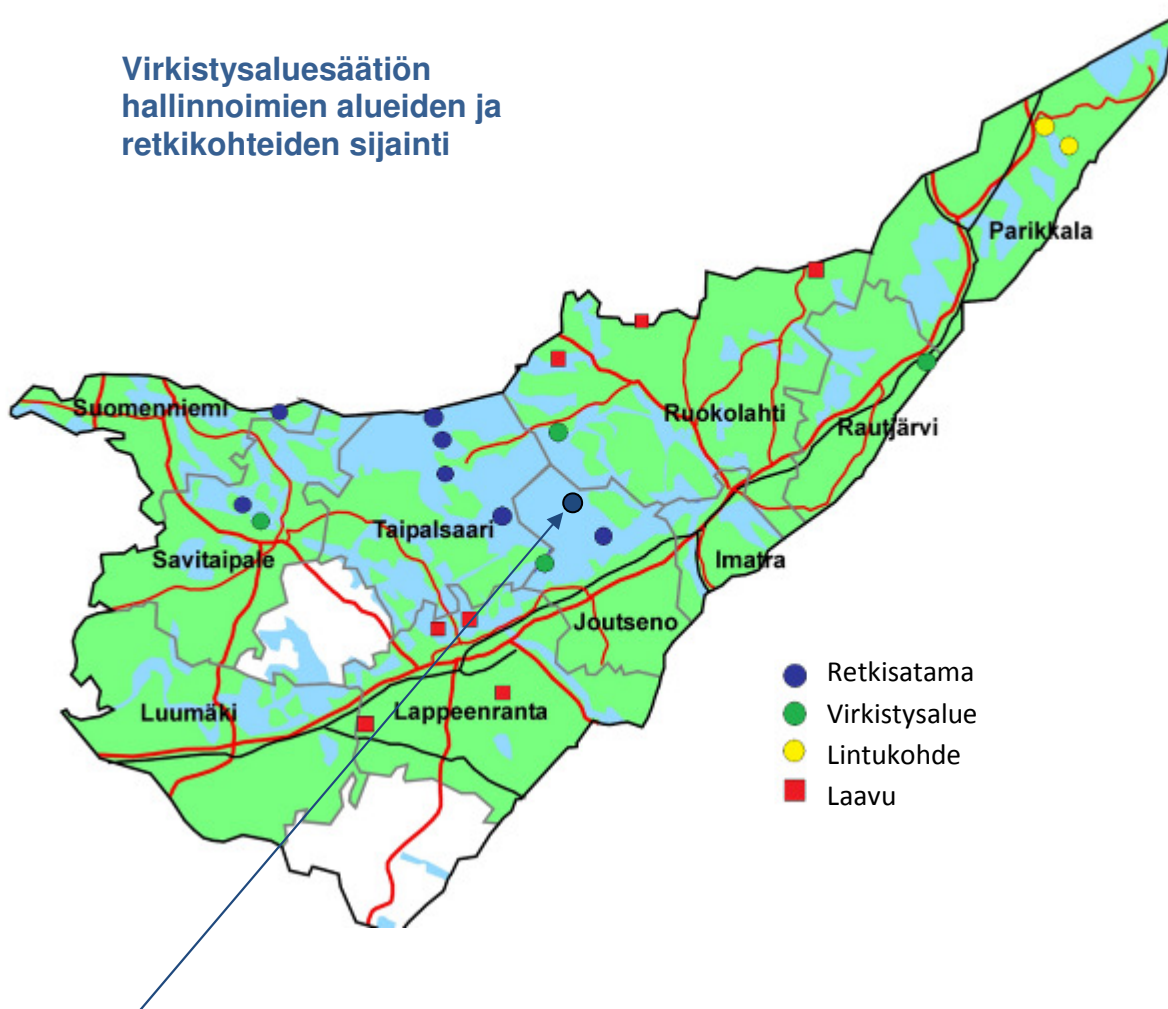 Virkistysaluesäätiön
hallinnoimien alueiden ja
retkikohteiden sijainti
Parikkala
Suomenniemi
Ruokolahti
Rautjärvi
Taipalsaari
Savitaipale
Imatra
Joutseno
Luumäki
Lappeenranta
Retkisatama
Virkistysalue
Lintukohde
Laavu